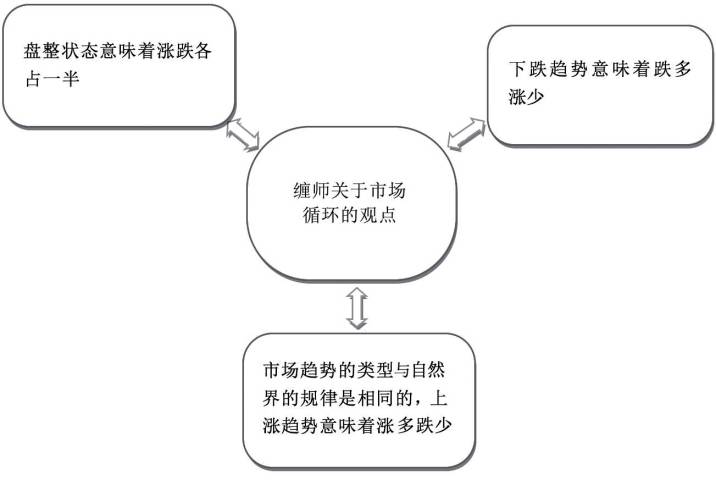 盘整状态意味着涨跌各
占一半
下跌趋势意味着跌多
涨少
缠师关于市场
循环的观点
市场趋势的类型与自然
界的规律是相同的，上
涨趋势意味着涨多跌少